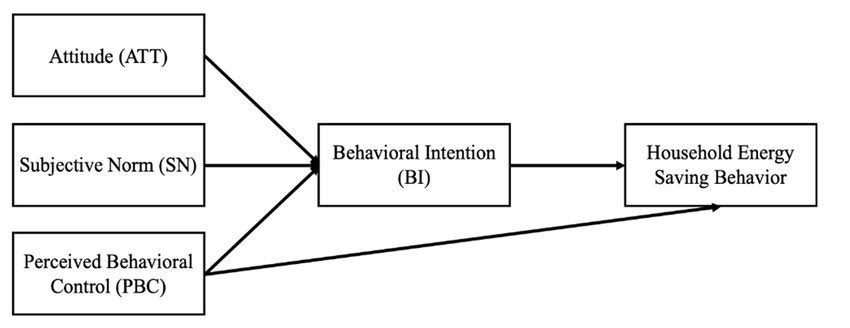 Attitude (ATT)
Subjective Norm (SN)
Perceived Behavioral
Control (PBC)
Behavioral Intention
(BI)
Household Energy
Saving Behavior